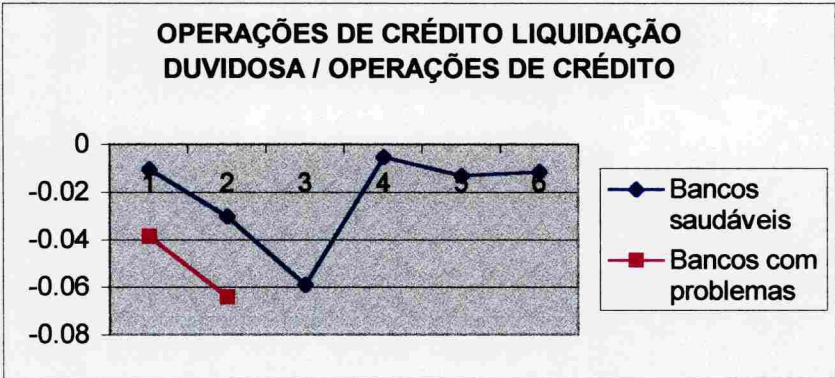 OPERAÇÕES DE CRÉDITO LIQUIDAÇÃO
DUVIDOSA / OPERAÇÕES DE CRÉDITO
0
-0.02
-0.04
-0.06
-0.08
1 2 3 4 5 6
Bancos
saudáveis
Bancos com
problemas